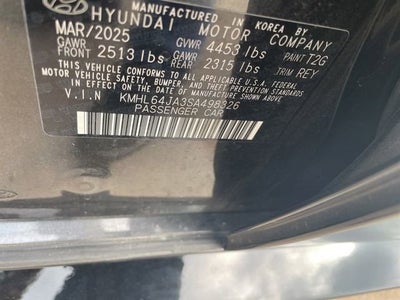 MANUFACTURED IN KOREA BY
HYUNDAI MOTOR COMPANY
MAR/2025 GVWR 4453 lbs PAINT T2G
GAWR FRONT 2513 lbs GAWR REAR 2315 lbs TRIM REY
THIS VEHICLE CONFORMS TO ALL APPLICABLE U.S.A. FEDERAL
MOTOR VEHICLE SAFETY, BUMPER, AND THEFT PREVENTION STANDARDS
IN EFFECT ON THE DATE OF MANUFACTURE SHOWN ABOVE.
V.I.N KMHL64JA3SA498326
PASSENGER CAR